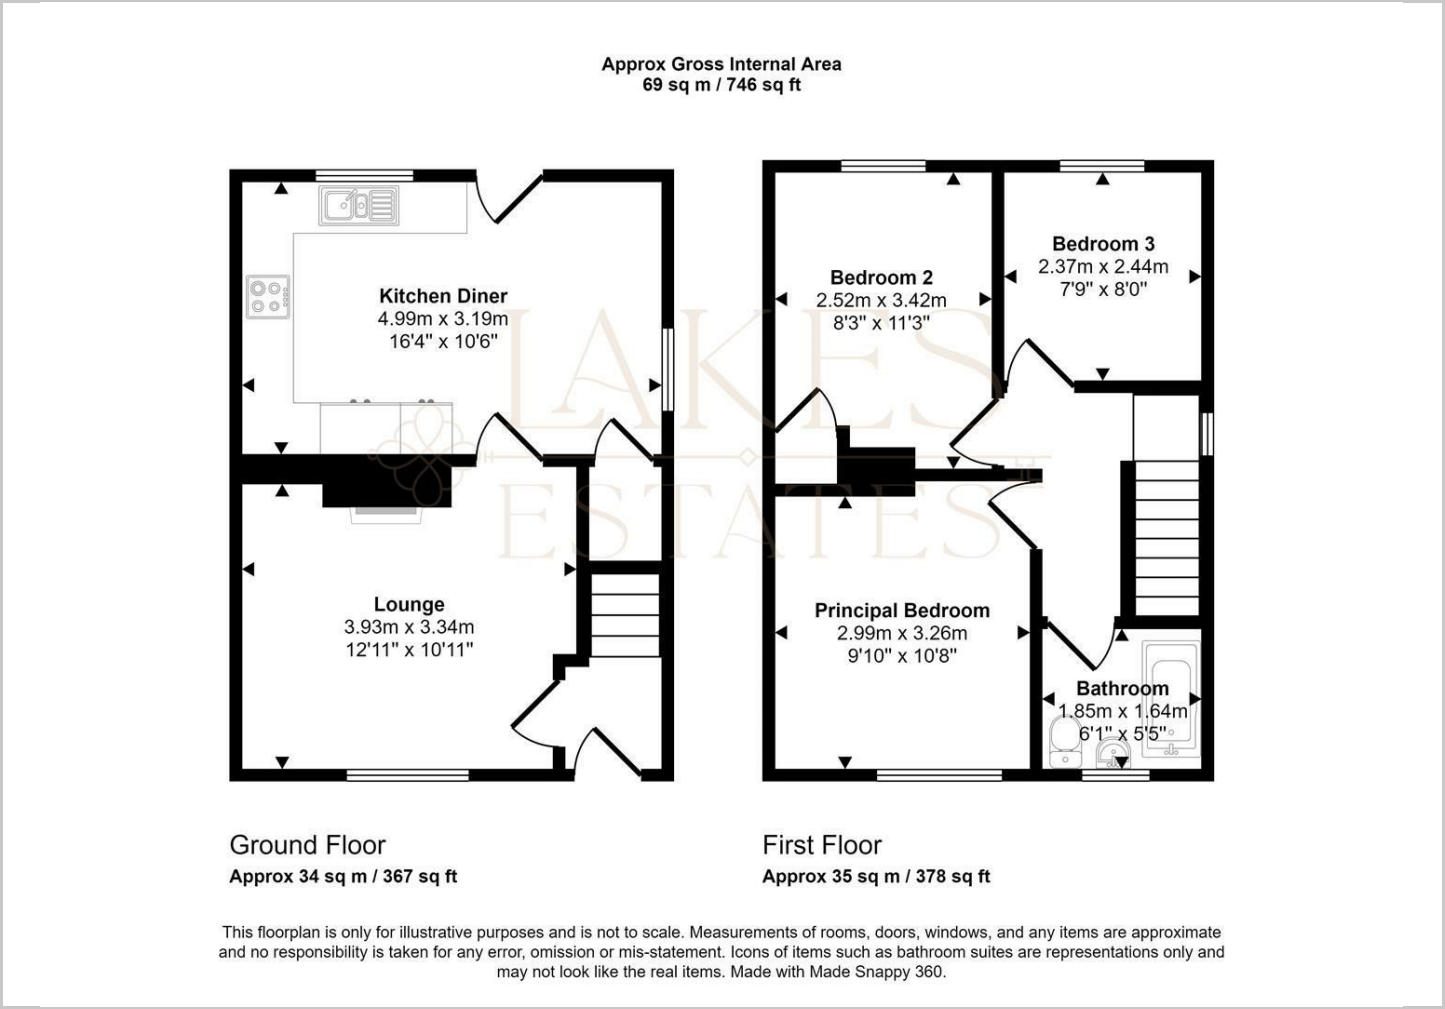 Approx Gross Internal Area
69 sq m / 746 sq ft
Kitchen Diner
4.99m x 3.19m
16'4" x 10'6"
Lounge
3.93m x 3.34m
12'11" x 10'11"
Bedroom 2
2.52m x 3.42m
8'3" x 11'3"
Bedroom 3
2.37m x 2.44m
7'9" x 8'0"
Principal Bedroom
2.99m x 3.26m
9'10" x 10'8"
Bathroom
1.85m x 1.64m
6'1" x 5'5"
LAKES
ESTATES
Ground Floor
Approx 34 sq m / 367 sq ft
First Floor
Approx 35 sq m / 378 sq ft
This floorplan is only for illustrative purposes and is not to scale. Measurements of rooms, doors, windows, and any items are approximate
and no responsibility is taken for any error, omission or mis-statement. Icons of items such as bathroom suites are representations only and
may not look like the real items. Made with Made Snappy 360.